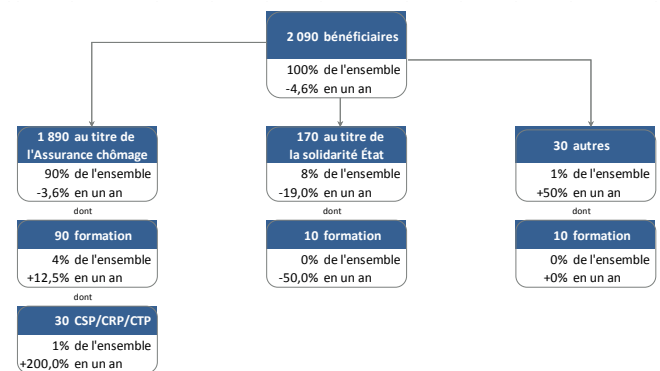 2 090 bénéficiaires
100% de l'ensemble
-4,6% en un an
1 890 au titre de
l'Assurance chômage
90% de l'ensemble
-3,6% en un an
dont
90 formation
4% de l'ensemble
+12,5% en un an
dont
30 CSP/CRP/CTP
1% de l'ensemble
+200,0% en un an
170 au titre de
la solidarité État
8% de l'ensemble
-19,0% en un an
dont
10 formation
0% de l'ensemble
-50,0% en un an
30 autres
1% de l'ensemble
+50% en un an
dont
10 formation
0% de l'ensemble
+0% en un an